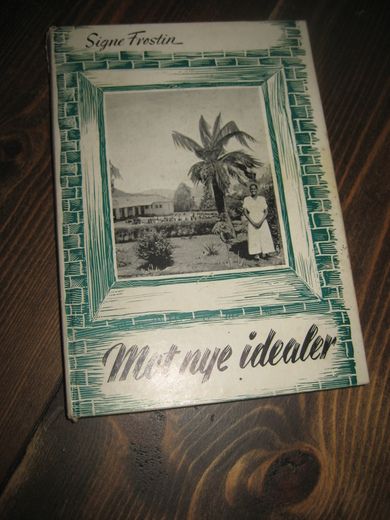 Signe Frostin
Mot nye idealer